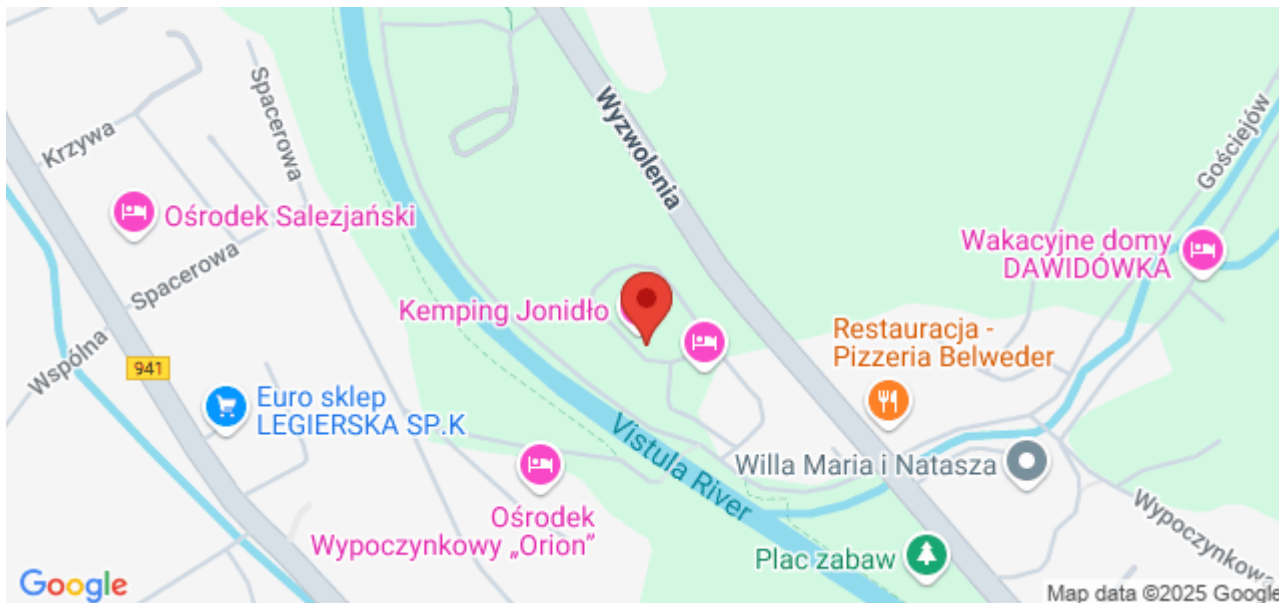 Krzywa
Spacerowa
Wyzwolenia
Gościejów
Ośrodek Salezjański
Spacerowa
Wakacyjne domy
DAWIDÓWKA
Kemping Jonidło
Restauracja -
Pizzeria Belweder
Wspólna
941
Euro sklep
LEGIERSKA SP.K
Vistula River
Willa Maria i Natasza
Ośrodek
Wypoczynkowy „Orion”
Wypoczynkowa
Plac zabaw
Google
Map data ©2025 Google